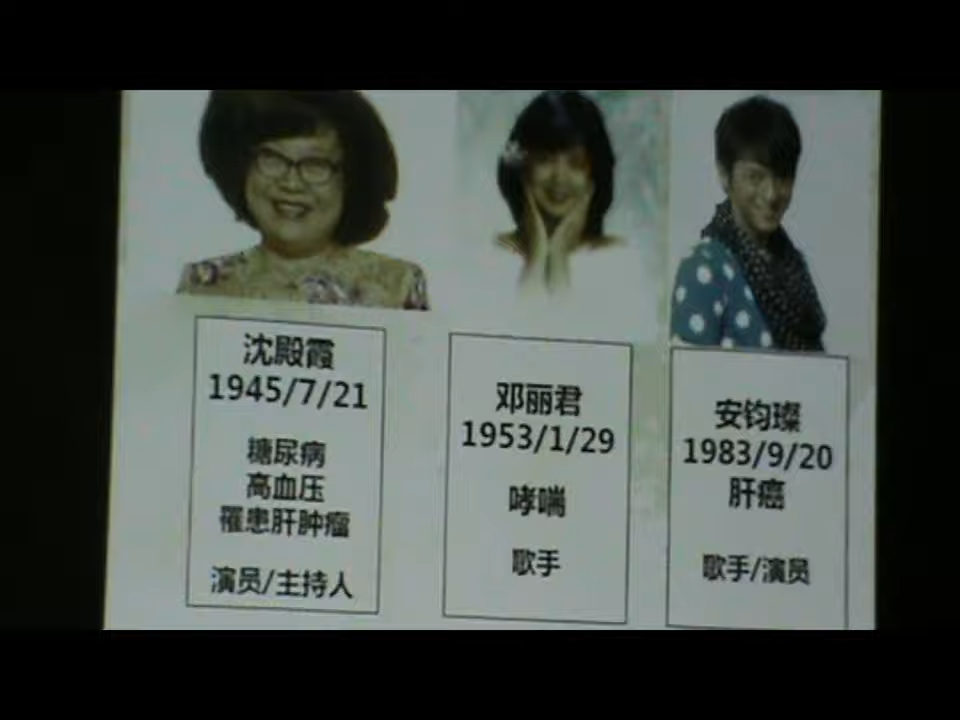 沈殿霞
1945/7/21
糖尿病
高血压
罹患肝肿瘤
演员/主持人
邓丽君
1953/1/29
哮喘
歌手
安钧璨
1983/9/20
肝癌
歌手/演员